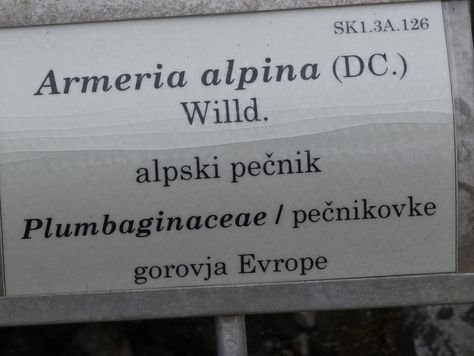 SK1.3A.126
Armeria alpina (DC.)
Willd.
alpski pečnik
Plumbaginaceae / pečnikovke
gorovja Evrope